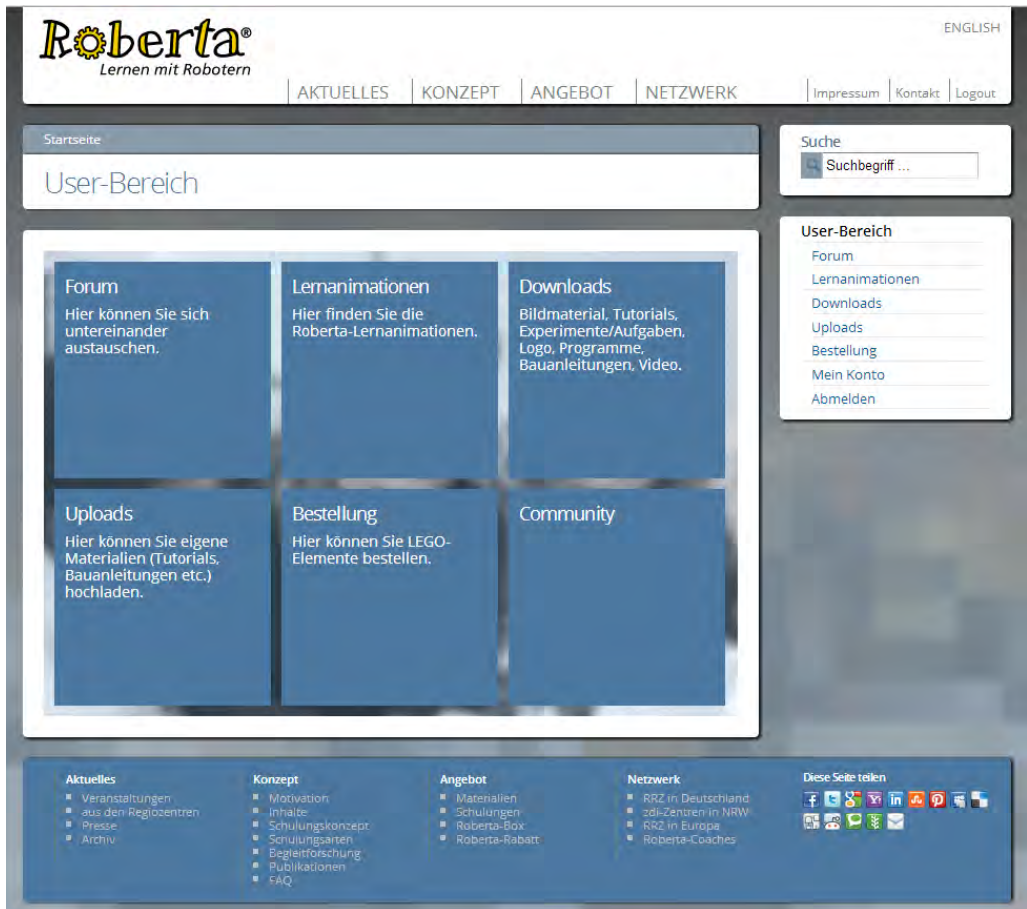 Roberta®
Lernen mit Robotern
ENGLISH
AKTUELLES
KONZEPT
ANGEBOT
NETZWERK
Impressum
Kontakt
Logout
Startseite
User-Bereich
Suche
Suchbegriff ...
User-Bereich
Forum
Lernanimationen
Downloads
Uploads
Bestellung
Mein Konto
Abmelden
Forum
Hier können Sie sich
untereinander
austauschen.
Lernanimationen
Hier finden Sie die
Roberta-Lernanimationen.
Downloads
Bildmaterial, Tutorials,
Experimente/Aufgaben,
Logo, Programme,
Bauanleitungen, Video.
Uploads
Hier können Sie eigene
Materialien (Tutorials,
Bauanleitungen etc.)
hochladen.
Bestellung
Hier können Sie LEGO-
Elemente bestellen.
Community
Aktuelles
Veranstaltungen
aus den Regiozentren
Presse
Archiv
Konzept
Motivation
Inhalte
Schulungskonzept
Schulungsarten
Begleitforschung
Publikationen
FAQ
Angebot
Materialien
Schulungen
Roberta-Box
Roberta-Rabatt
Netzwerk
RRZ in Deutschland
zdi-Zentren in NRW
RRZ in Europa
Roberta-Coaches
Diese Seite teilen